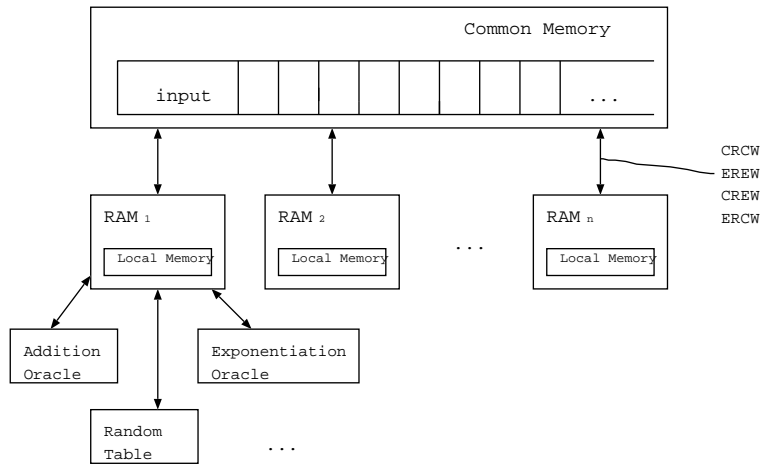 Common Memory
input
...
CRCW
EREW
CREW
ERCW
RAM 1
RAM 2
RAM n
Local Memory
Local Memory
Local Memory
...
Addition
Oracle
Exponentiation
Oracle
Random
Table
...